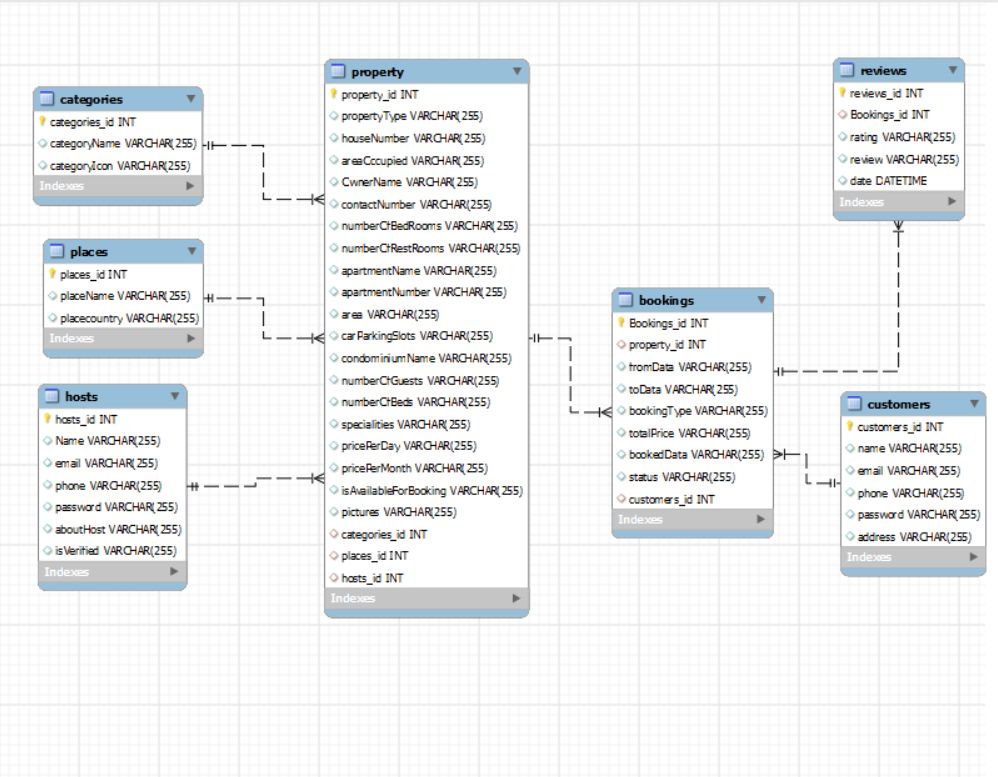 categories
categories_id INT
categoryName VARCHAR(255)
categoryIcon VARCHAR(255)
Indexes
places
places_id INT
placeName VARCHAR(255)
placecountry VARCHAR(255)
Indexes
hosts
hosts_id INT
Name VARCHAR(255)
email VARCHAR(255)
phone VARCHAR(255)
password VARCHAR(255)
aboutHost VARCHAR(255)
isVerified VARCHAR(255)
Indexes
property
property_id INT
propertyType VARCHAR(255)
houseNumber VARCHAR(255)
areaOccupied VARCHAR(255)
OwnerName VARCHAR(255)
contactNumber VARCHAR(255)
numberOfBedRooms VARCHAR(255)
numberOfRestRooms VARCHAR(255)
apartmentName VARCHAR(255)
apartmentNumber VARCHAR(255)
area VARCHAR(255)
carParkingSlots VARCHAR(255)
condominiumName VARCHAR(255)
numberOfGuests VARCHAR(255)
numberOfBeds VARCHAR(255)
specialities VARCHAR(255)
pricePerDay VARCHAR(255)
pricePerMonth VARCHAR(255)
isAvailableForBooking VARCHAR(255)
pictures VARCHAR(255)
categories_id INT
places_id INT
hosts_id INT
Indexes
bookings
Bookings_id INT
property_id INT
fromData VARCHAR(255)
toData VARCHAR(255)
bookingType VARCHAR(255)
totalPrice VARCHAR(255)
bookedData VARCHAR(255)
status VARCHAR(255)
customers_id INT
Indexes
reviews
reviews_id INT
Bookings_id INT
rating VARCHAR(255)
review VARCHAR(255)
date DATETIME
Indexes
customers
customers_id INT
name VARCHAR(255)
email VARCHAR(255)
phone VARCHAR(255)
password VARCHAR(255)
address VARCHAR(255)
Indexes